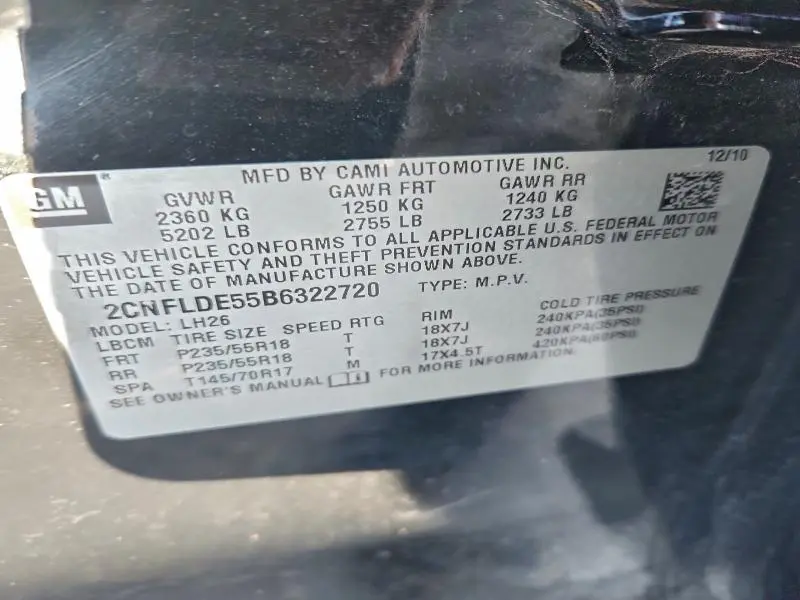 12/10
GM® MFD BY CAMI AUTOMOTIVE INC.
GVWR GAWR FRT GAWR RR
2360 KG 1250 KG 1240 KG
5202 LB 2755 LB 2733 LB
THIS VEHICLE CONFORMS TO ALL APPLICABLE U.S. FEDERAL MOTOR
VEHICLE SAFETY AND THEFT PREVENTION STANDARDS IN EFFECT ON
THE DATE OF MANUFACTURE SHOWN ABOVE.
2CNFLDE55B6322720 TYPE: M.P.V.
MODEL: LH26
LBCM TIRE SIZE SPEED RTG RIM COLD TIRE PRESSURE
FRT P235/55R18 T 18X7J 240KPA(35PSI)
RR P235/55R18 T 18X7J 240KPA(35PSI)
SPA T145/70R17 M 17X4.5T 420KPA(60PSI)
SEE OWNER'S MANUAL FOR MORE INFORMATION.